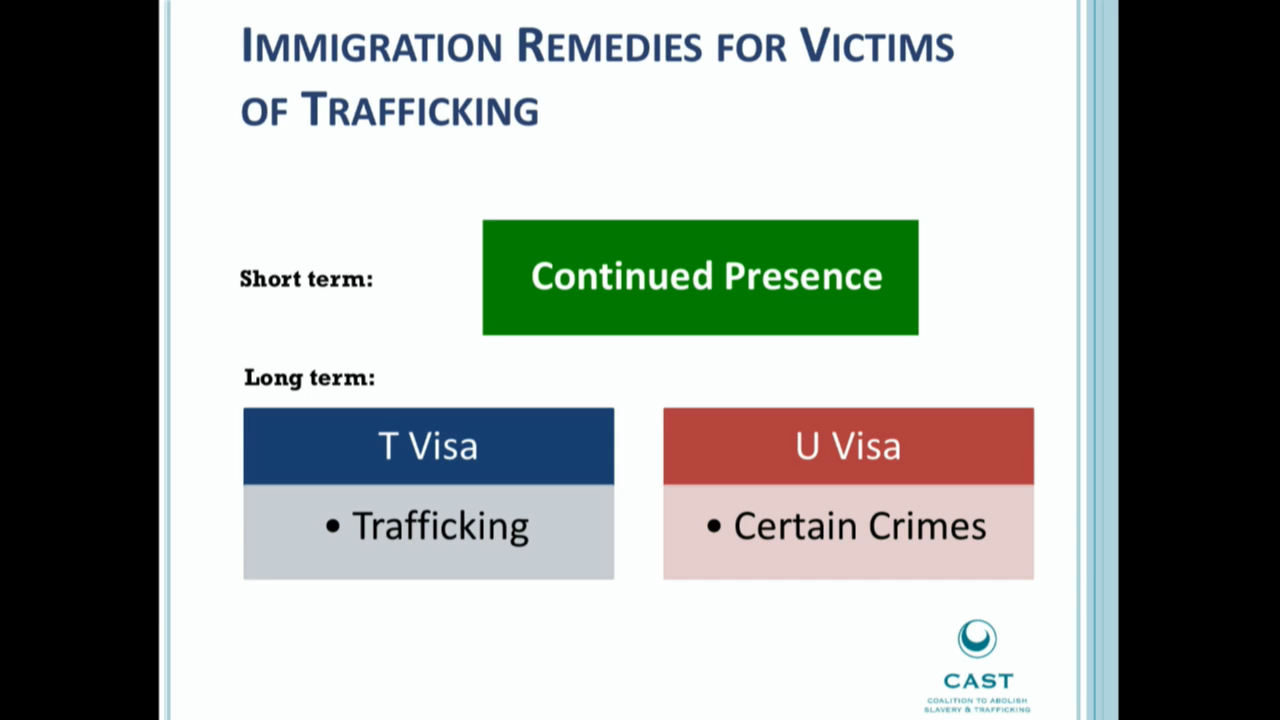 IMMIGRATION REMEDIES FOR VICTIMS
OF TRAFFICKING
Short term:
Continued Presence
Long term:
T Visa
• Trafficking
U Visa
• Certain Crimes
CAST
COALITION TO ABOLISH
SLAVERY & TRAFFICKING